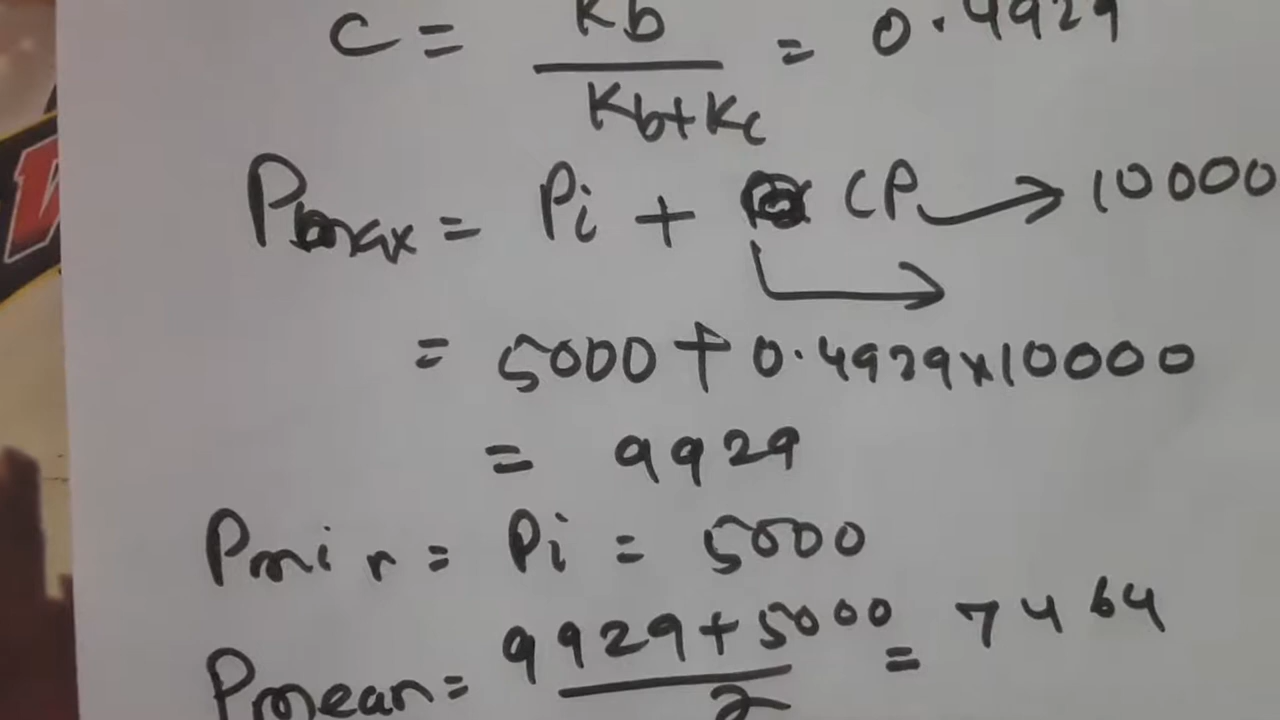 C = Kb / Kb+Kc = 0.4929
Pmax = Pi + CP → 10000
= 5000 + 0.4929x10000
= 9929
Pmin = Pi = 5000
Pmean = 9929+5000 / 2 = 7464